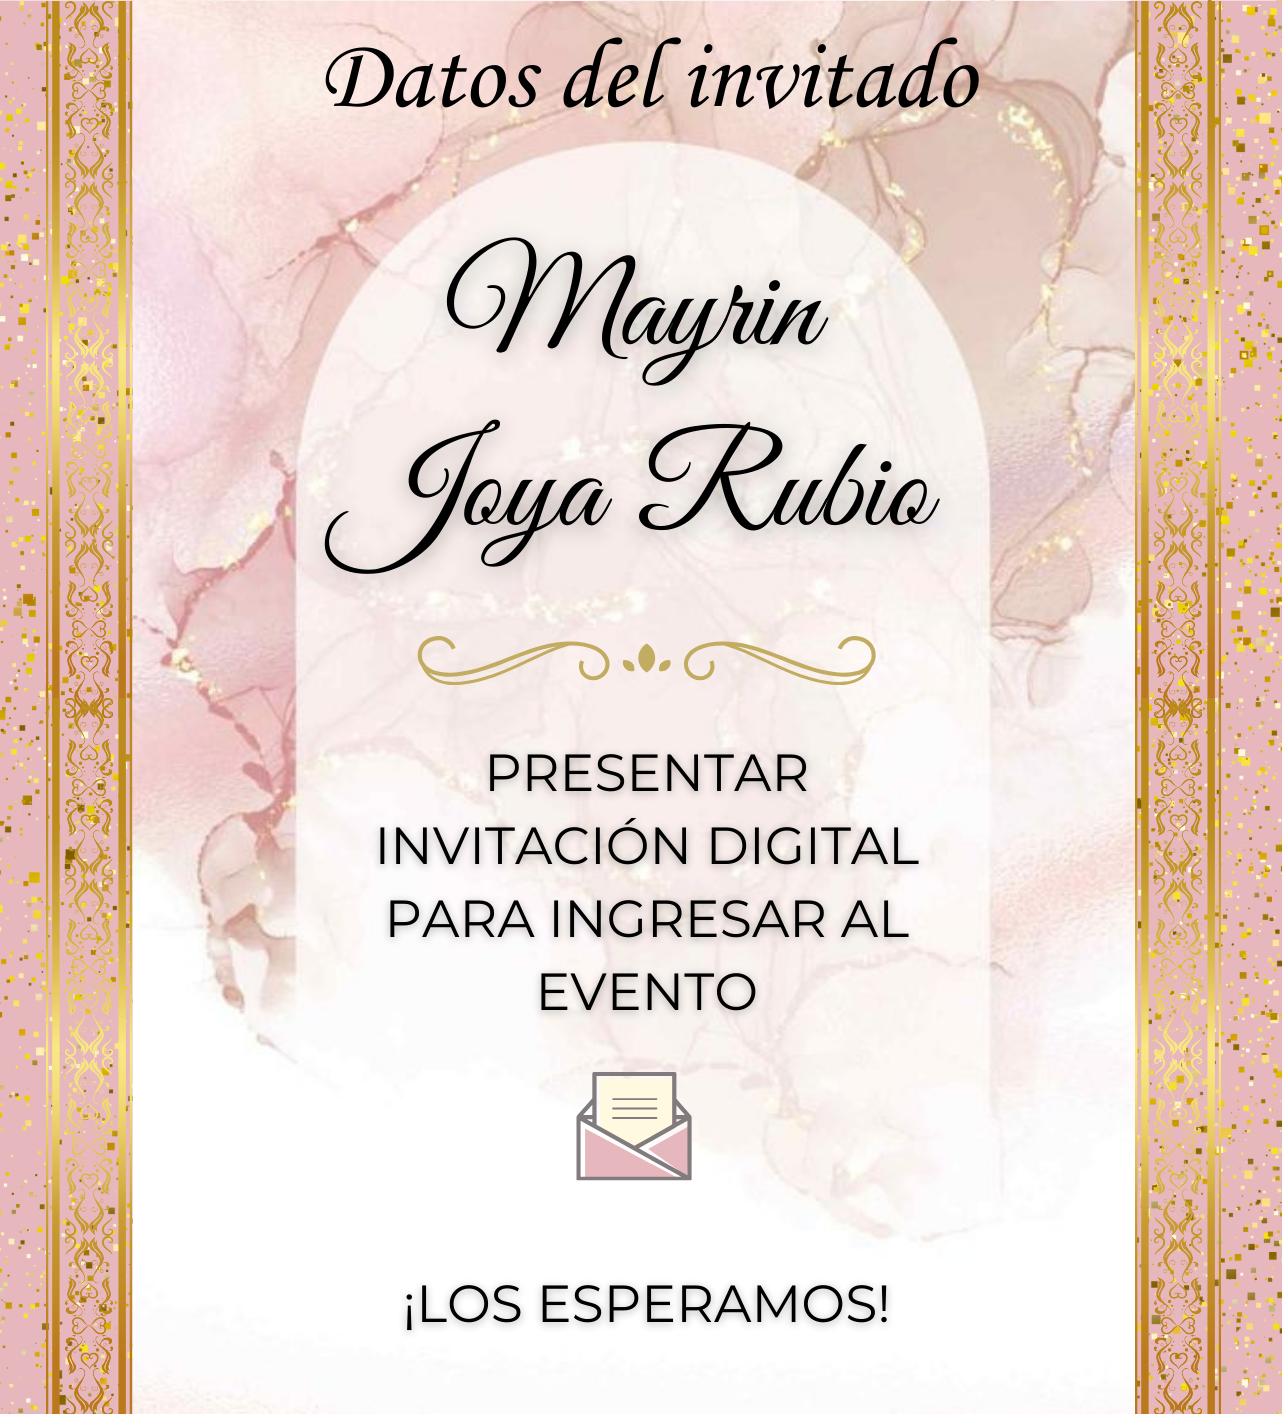 Datos del invitado
Mayrin
Joya Rubio
PRESENTAR
INVITACIÓN DIGITAL
PARA INGRESAR AL
EVENTO
¡LOS ESPERAMOS!